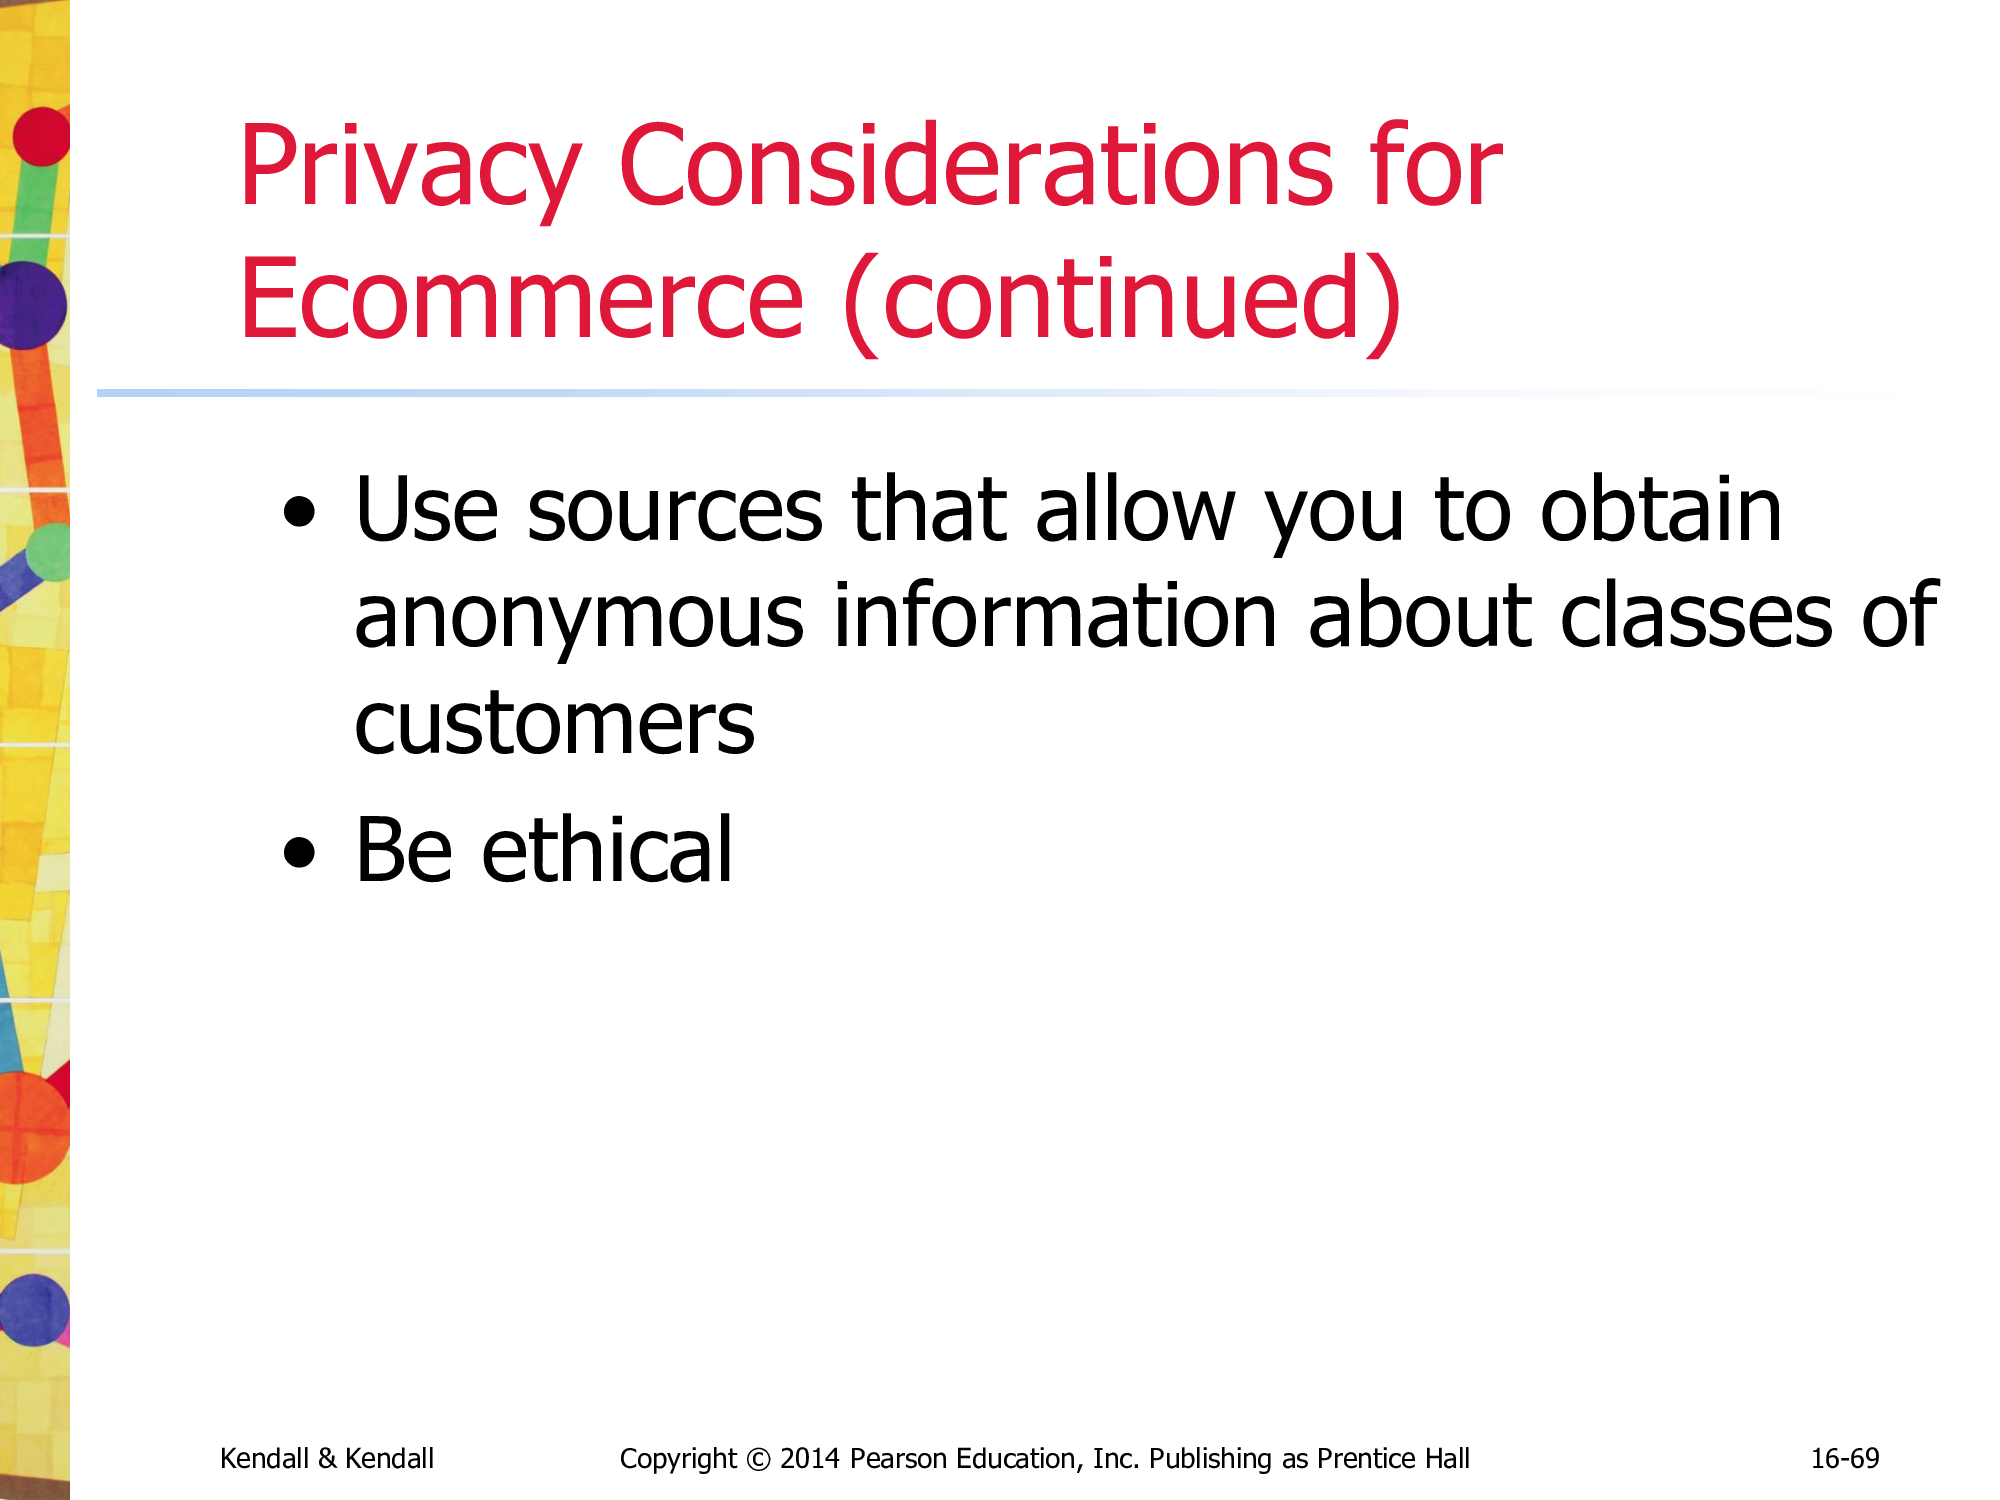 Privacy Considerations for
Ecommerce (continued)
• Use sources that allow you to obtain
anonymous information about classes of
customers
• Be ethical
Kendall & Kendall
Copyright © 2014 Pearson Education, Inc. Publishing as Prentice Hall
16-69